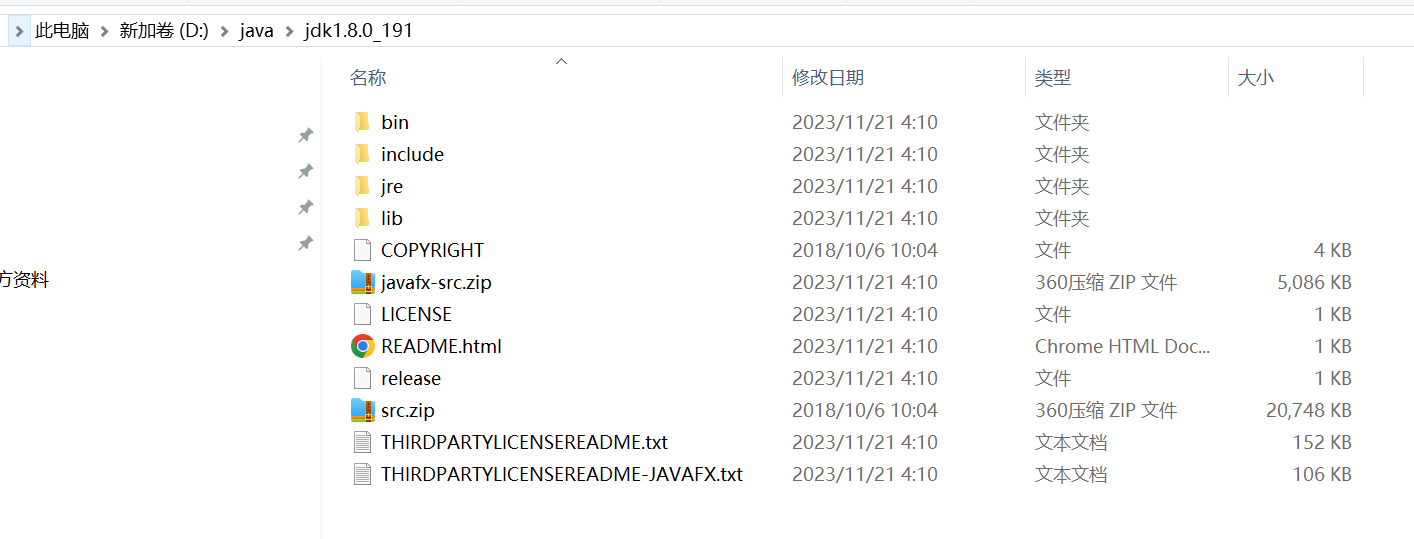 此电脑 > 新加卷 (D:) > java > jdk1.8.0_191
名称 修改日期 类型 大小
bin 2023/11/21 4:10 文件夹
include 2023/11/21 4:10 文件夹
jre 2023/11/21 4:10 文件夹
lib 2023/11/21 4:10 文件夹
COPYRIGHT 2018/10/6 10:04 文件 4 KB
方资料
javafx-src.zip 2023/11/21 4:10 360压缩 ZIP 文件 5,086 KB
LICENSE 2023/11/21 4:10 文件 1 KB
README.html 2023/11/21 4:10 Chrome HTML Doc... 1 KB
release 2023/11/21 4:10 文件 1 KB
src.zip 2018/10/6 10:04 360压缩 ZIP 文件 20,748 KB
THIRDPARTYLICENSEREADME.txt 2023/11/21 4:10 文本文档 152 KB
THIRDPARTYLICENSEREADME-JAVAFX.txt 2023/11/21 4:10 文本文档 106 KB